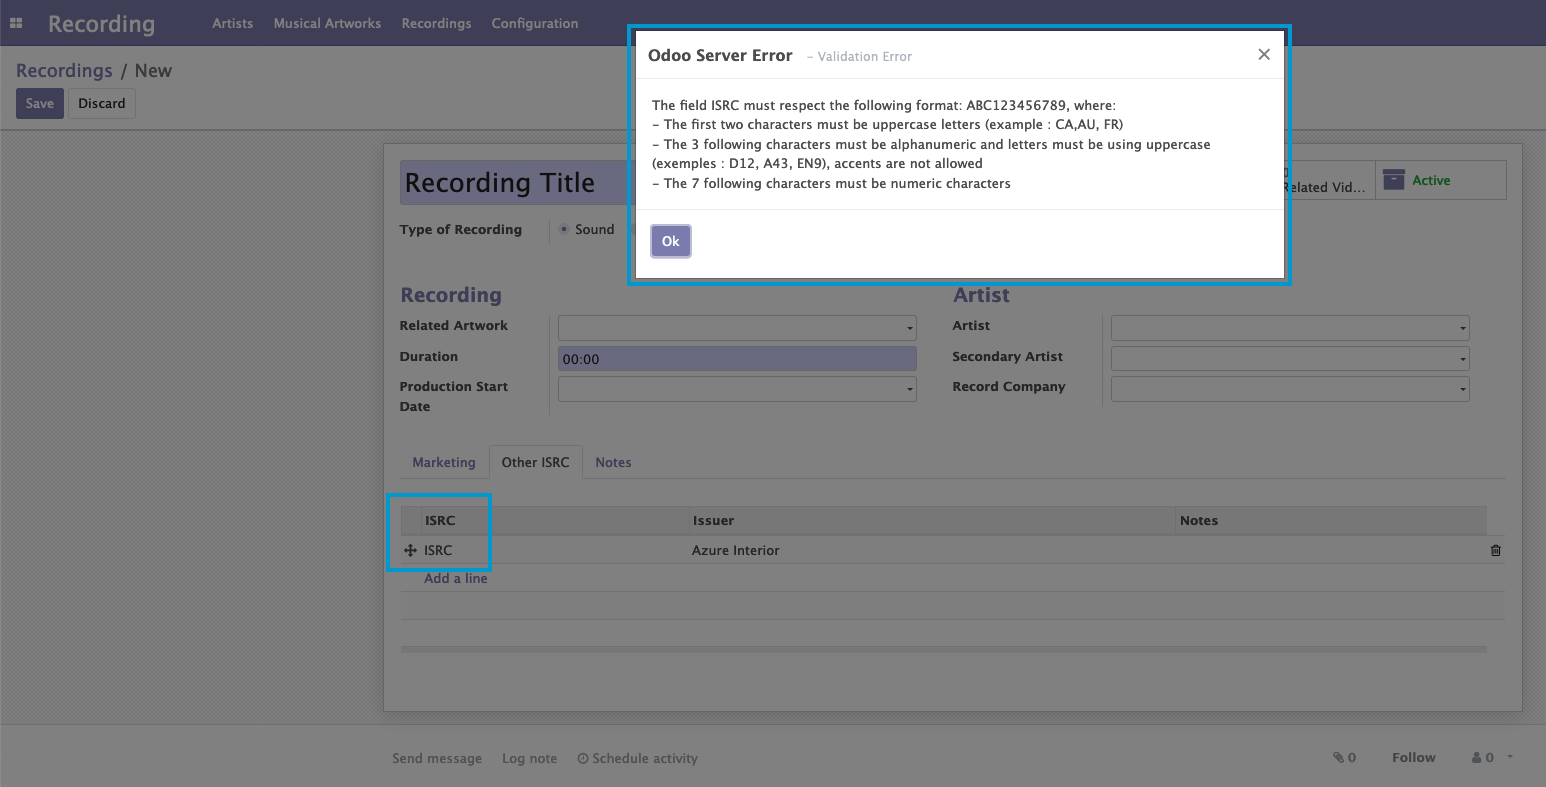 Recording Artists Musical Artworks Recordings Configuration
Recordings / New
Save Discard
Odoo Server Error – Validation Error
The field ISRC must respect the following format: ABC123456789, where:
– The first two characters must be uppercase letters (example : CA,AU, FR)
– The 3 following characters must be alphanumeric and letters must be using uppercase
(exemples : D12, A43, EN9), accents are not allowed
– The 7 following characters must be numeric characters
Ok
Recording Title
Related Vid... Active
Type of Recording Sound
Recording Artist
Related Artwork Artist
Duration 00:00 Secondary Artist
Production Start Record Company
Date
Marketing Other ISRC Notes
ISRC Issuer Notes
ISRC Azure Interior
Add a line
Send message Log note Schedule activity 0 Follow 0